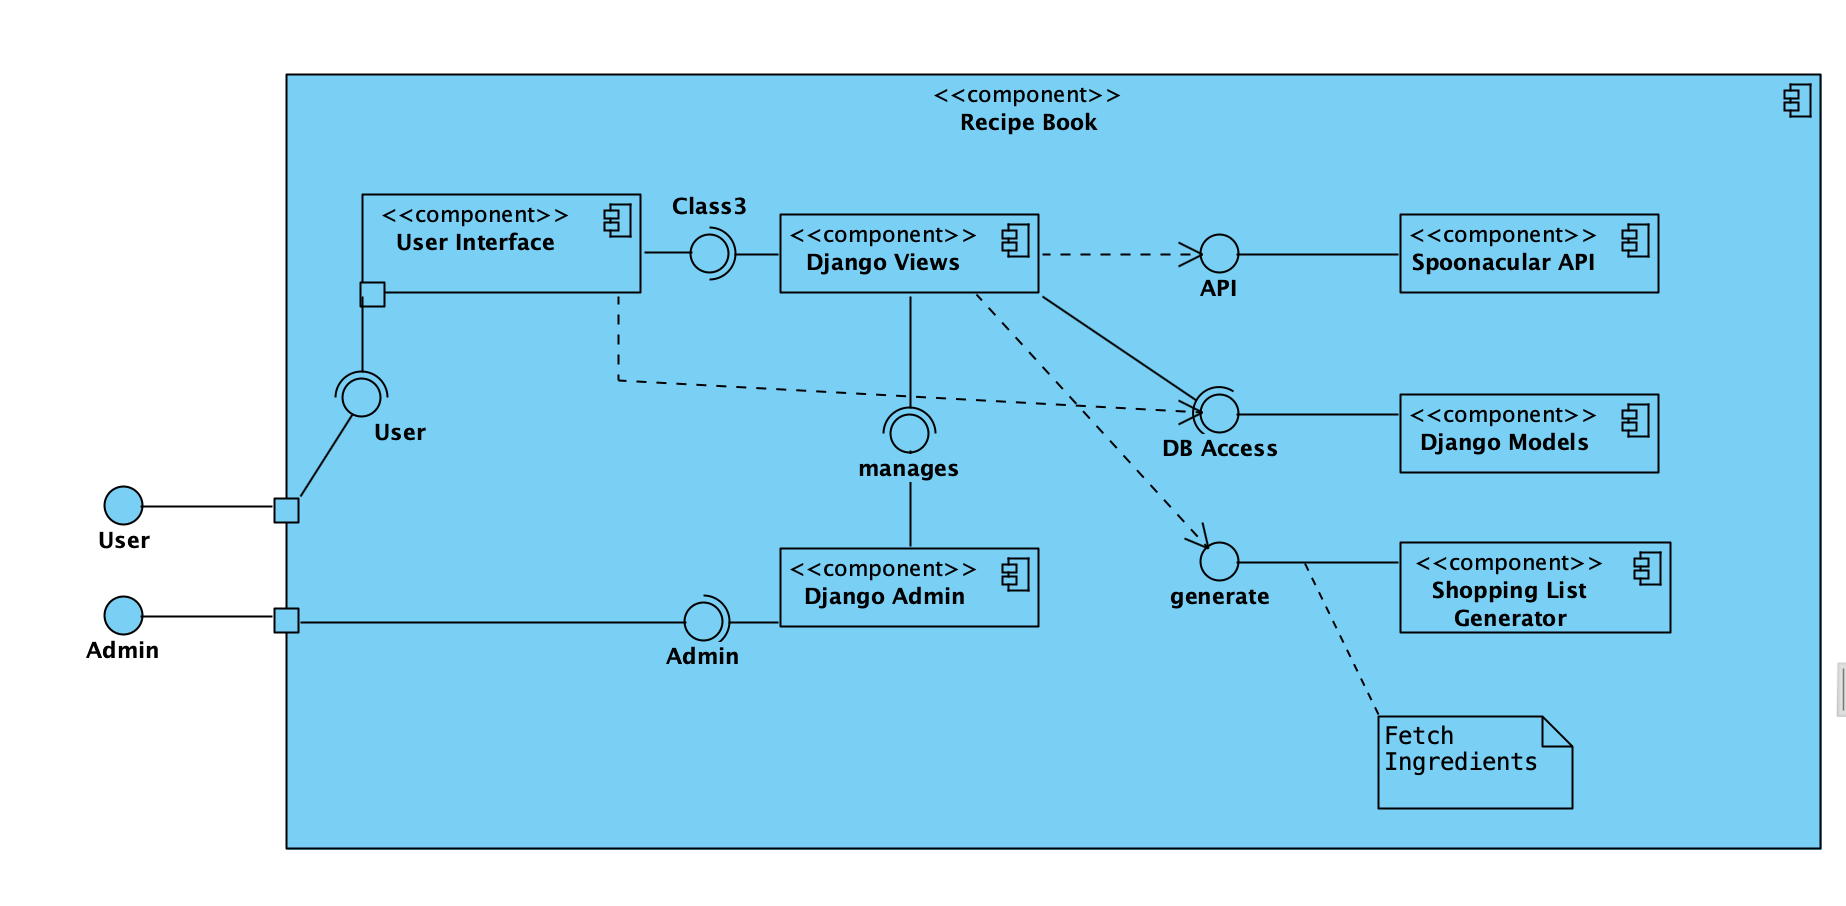 <<component>>
Recipe Book
<<component>>
User Interface
Class3
<<component>>
Django Views
API
<<component>>
Spoonacular API
User
manages
DB Access
<<component>>
Django Models
User
Admin
Admin
<<component>>
Django Admin
generate
<<component>>
Shopping List
Generator
Fetch
Ingredients